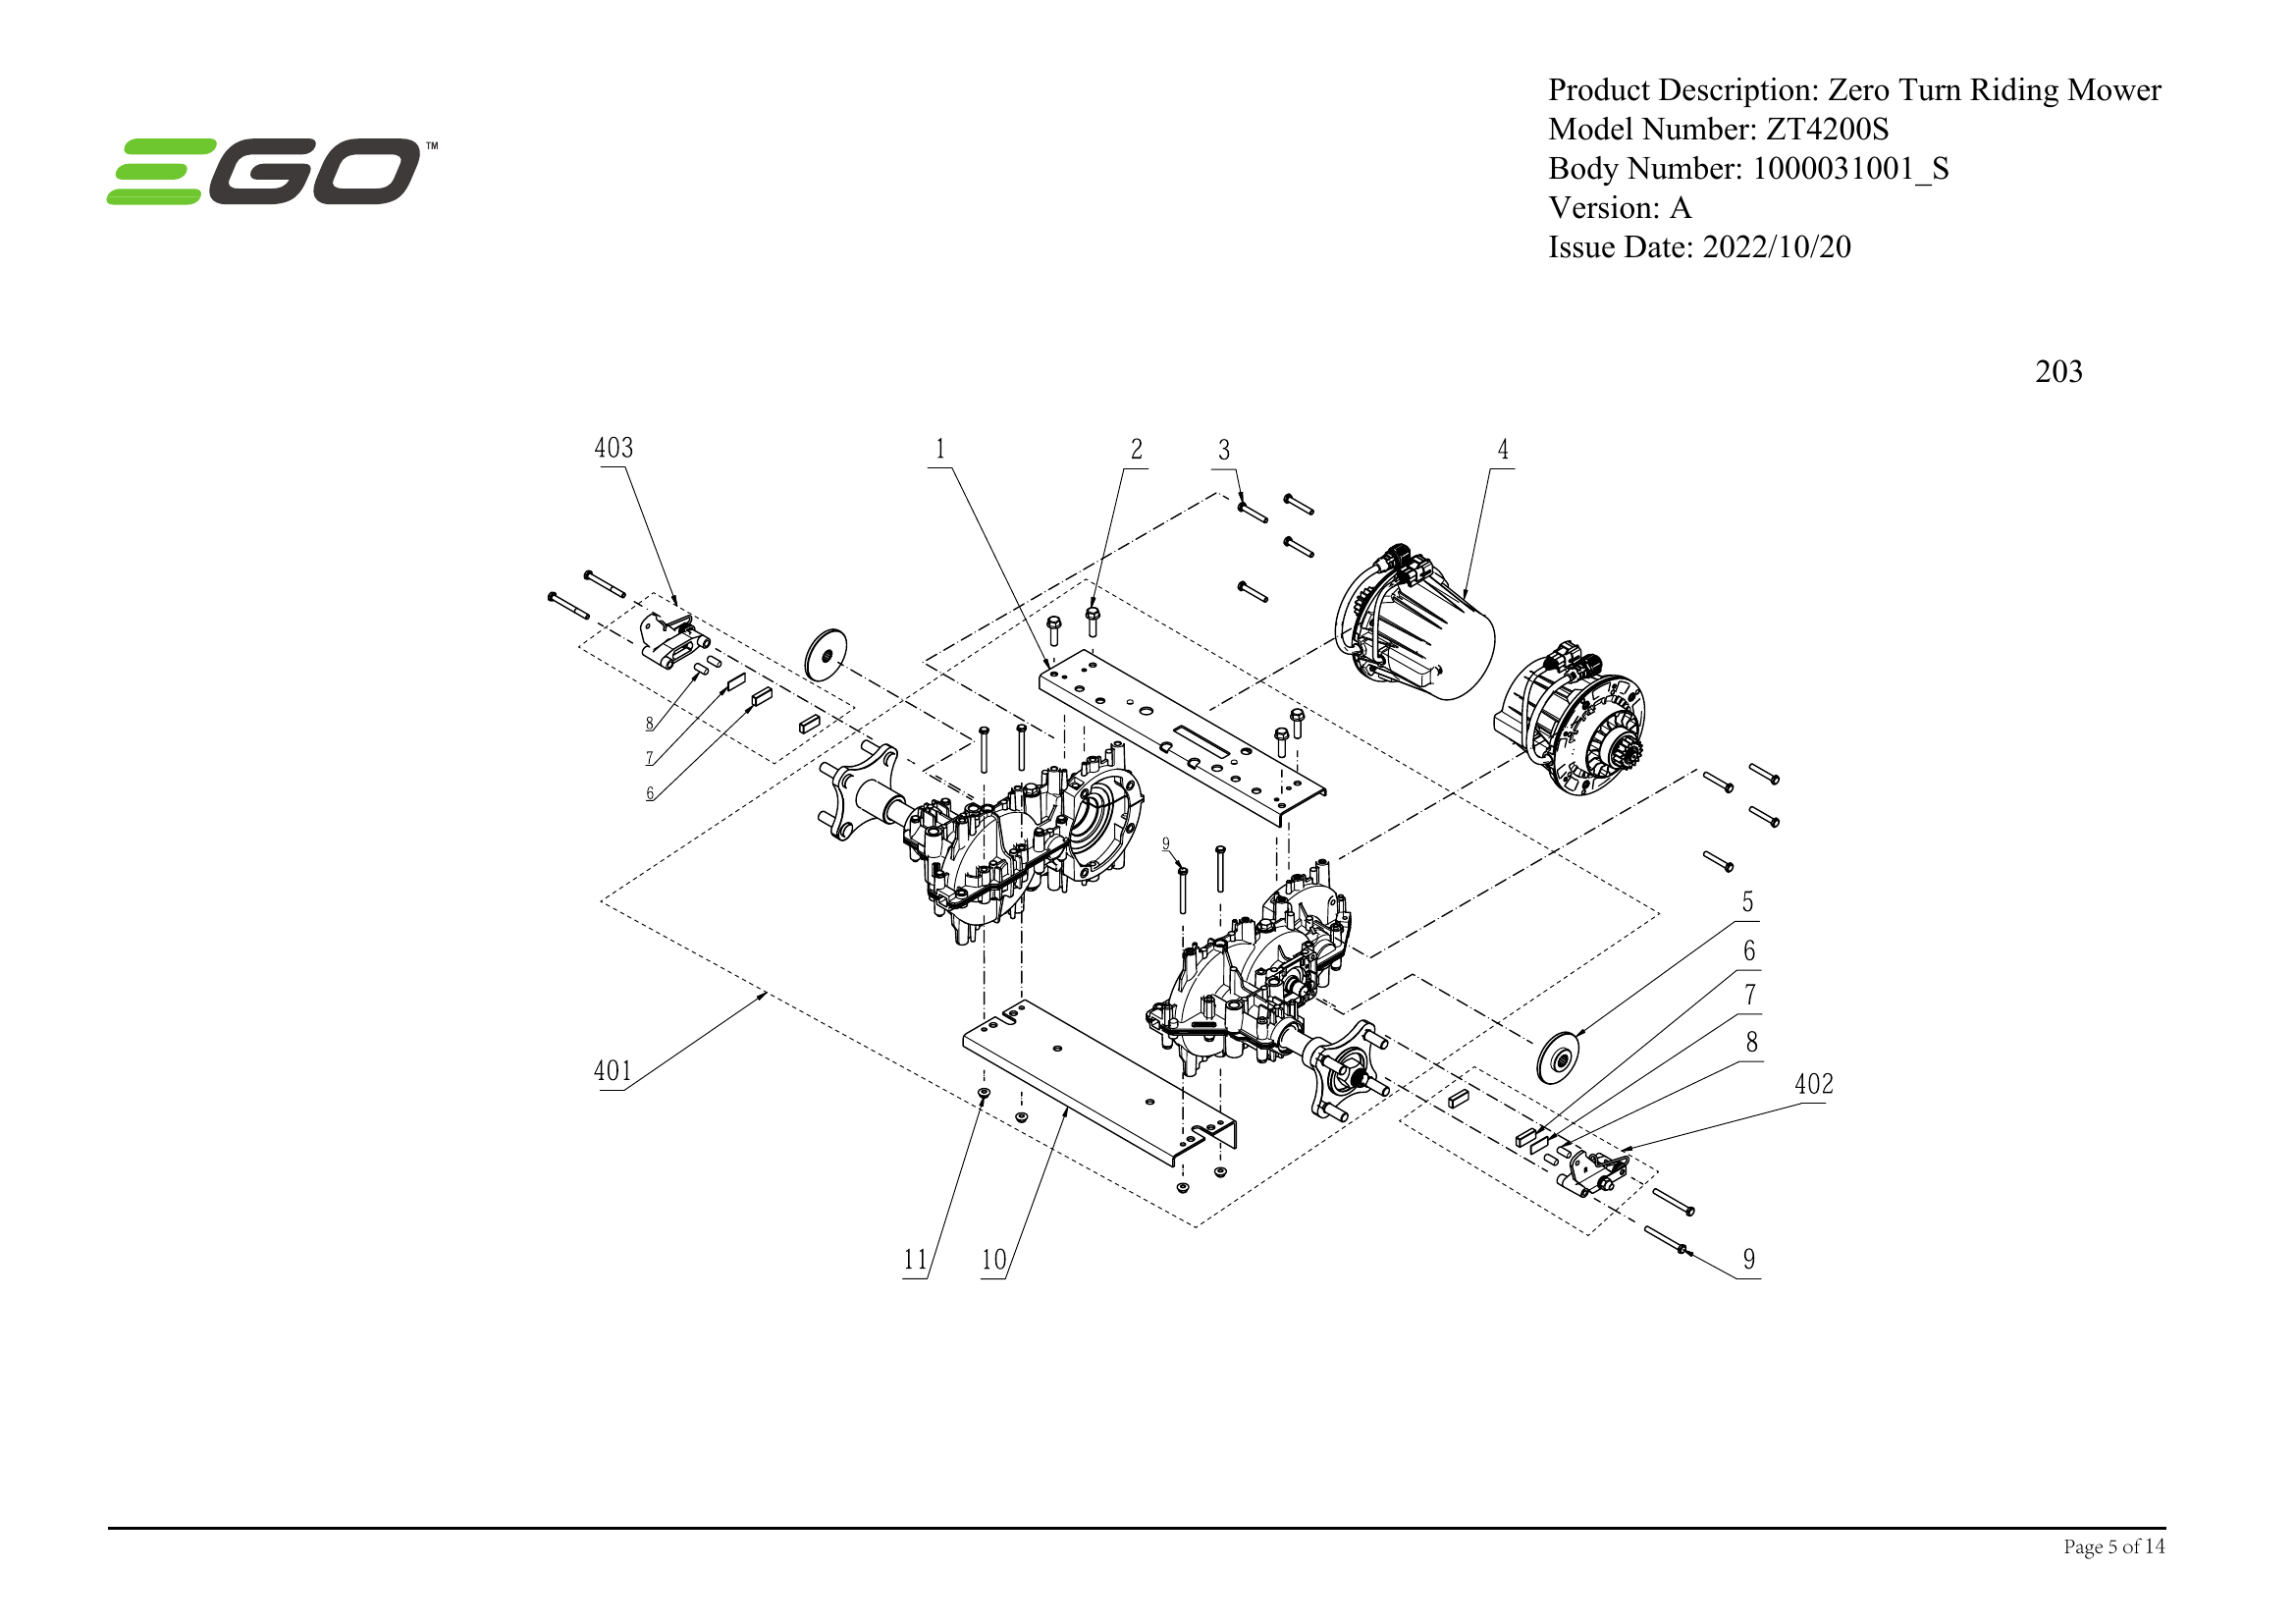 EGO™
Product Description: Zero Turn Riding Mower
Model Number: ZT4200S
Body Number: 1000031001_S
Version: A
Issue Date: 2022/10/20
203
403
1
2
3
4
8
7
6
9
5
6
7
8
402
401
11
10
9
Page 5 of 14